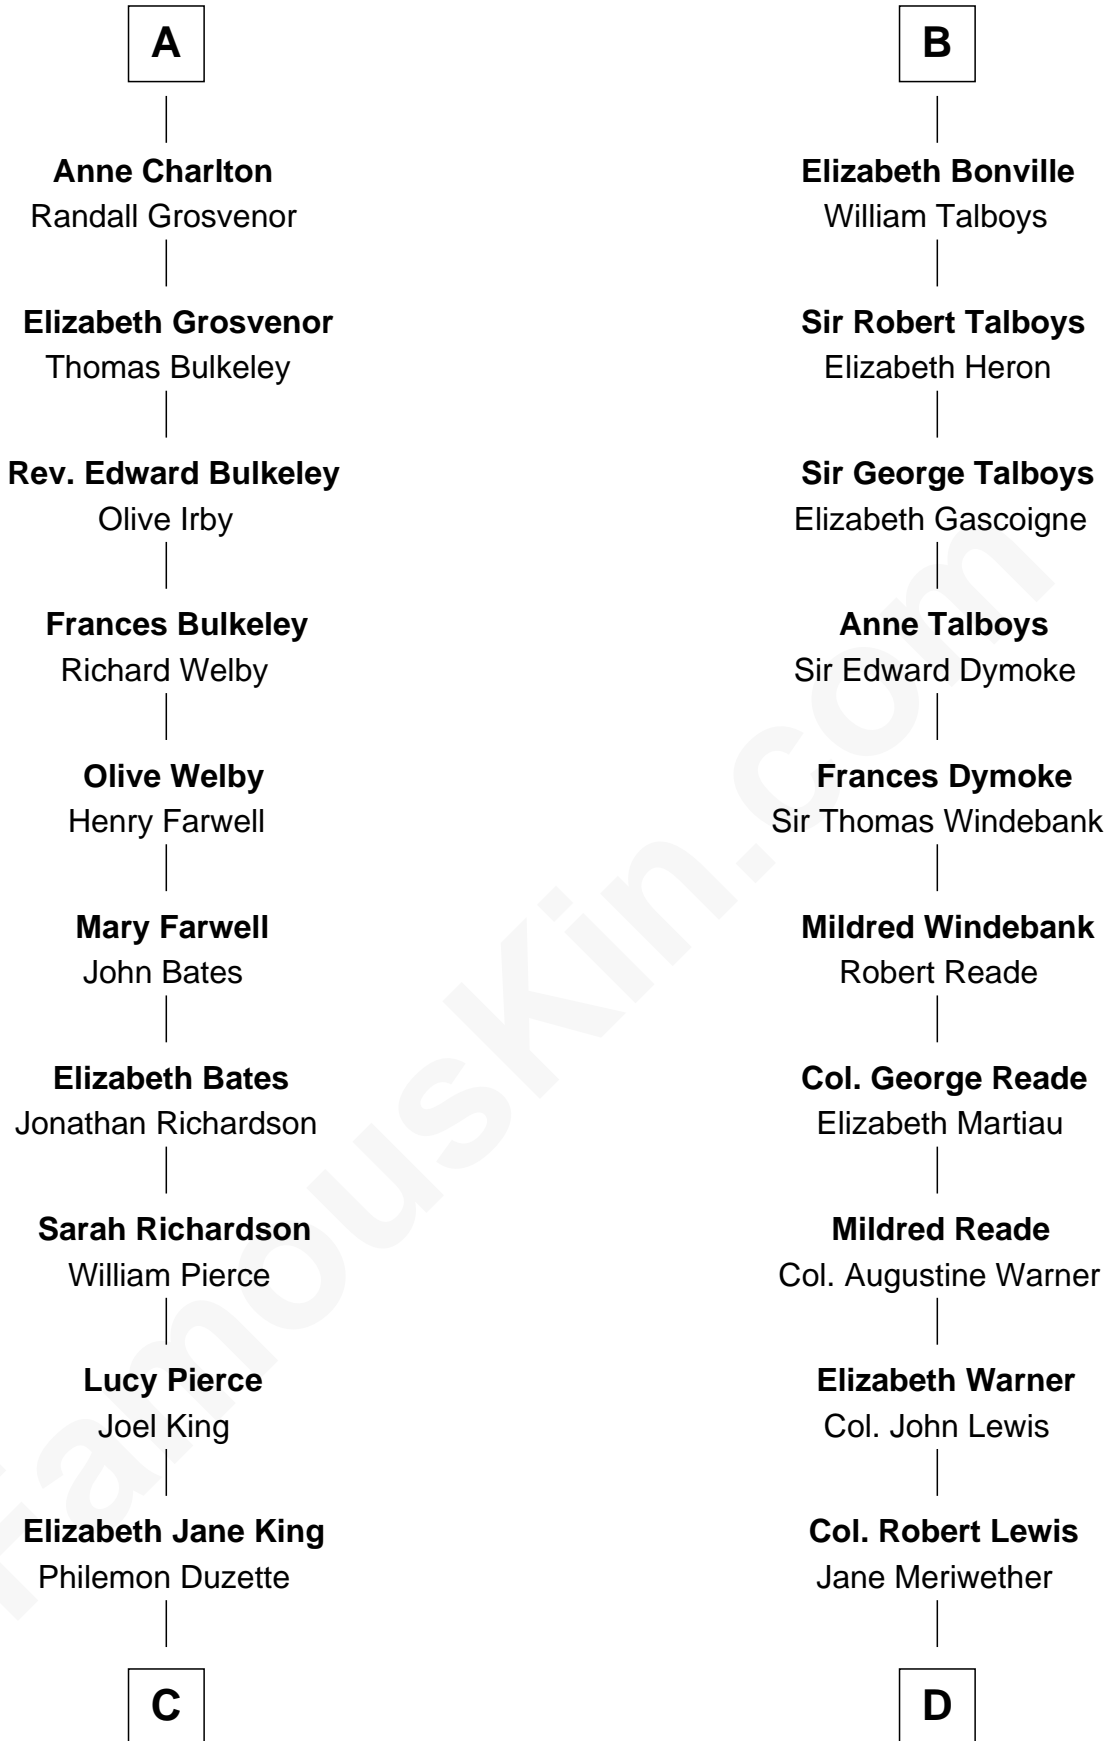 A
Anne Charlton
Randall Grosvenor
Elizabeth Grosvenor
Thomas Bulkeley
Rev. Edward Bulkeley
Olive Irby
Frances Bulkeley
Richard Welby
Olive Welby
Henry Farwell
Mary Farwell
John Bates
Elizabeth Bates
Jonathan Richardson
Sarah Richardson
William Pierce
Lucy Pierce
Joel King
Elizabeth Jane King
Philemon Duzette
C
B
Elizabeth Bonville
William Talboys
Sir Robert Talboys
Elizabeth Heron
Sir George Talboys
Elizabeth Gascoigne
Anne Talboys
Sir Edward Dymoke
Frances Dymoke
Sir Thomas Windebank
Mildred Windebank
Robert Reade
Col. George Reade
Elizabeth Martiau
Mildred Reade
Col. Augustine Warner
Elizabeth Warner
Col. John Lewis
Col. Robert Lewis
Jane Meriwether
D
FamousKin.com